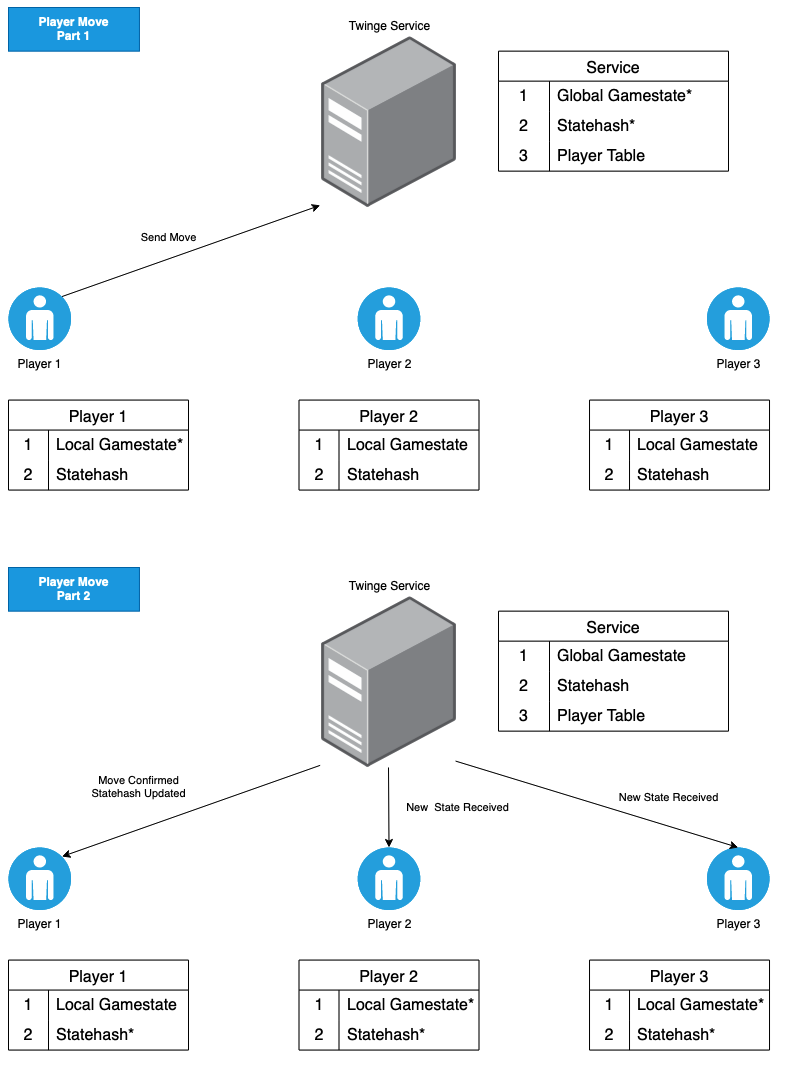 Player Move
Part 1
Twinge Service
Service
1 Global Gamestate*
2 Statehash*
3 Player Table
Send Move
Player 1
Player 2
Player 3
Player 1
1 Local Gamestate*
2 Statehash
Player 2
1 Local Gamestate
2 Statehash
Player 3
1 Local Gamestate
2 Statehash
Player Move
Part 2
Twinge Service
Service
1 Global Gamestate
2 Statehash
3 Player Table
Move Confirmed
Statehash Updated
New  State Received
New State Received
Player 1
Player 2
Player 3
Player 1
1 Local Gamestate
2 Statehash*
Player 2
1 Local Gamestate*
2 Statehash*
Player 3
1 Local Gamestate*
2 Statehash*